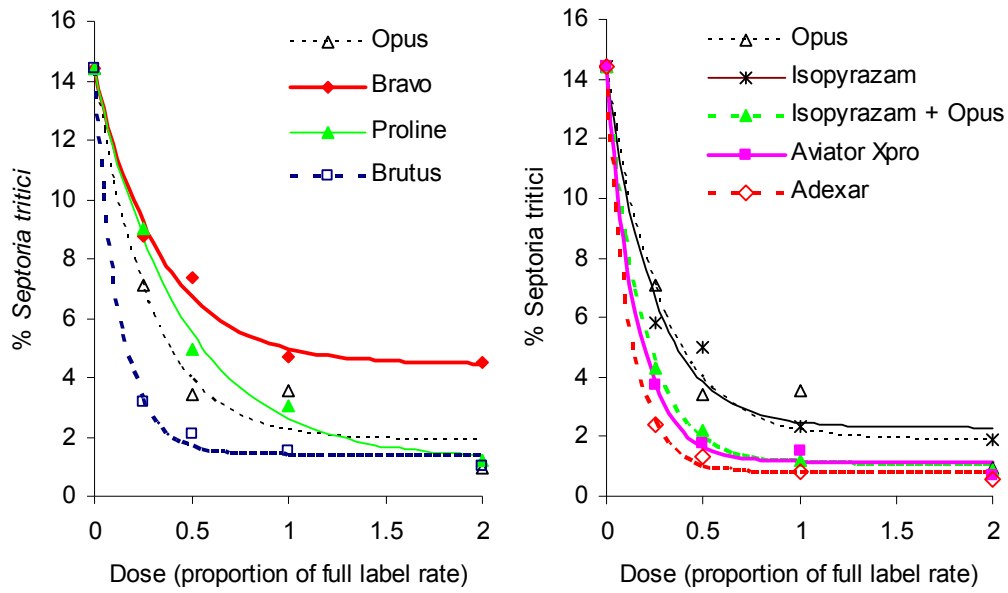 % Septoria tritici
16
14
12
10
8
6
4
2
0
Opus
Bravo
Proline
Brutus
0
0.5
1
1.5
2
Dose (proportion of full label rate)
% Septoria tritici
16
14
12
10
8
6
4
2
0
Opus
Isopyrazam
Isopyrazam + Opus
Aviator Xpro
Adexar
0
0.5
1
1.5
2
Dose (proportion of full label rate)